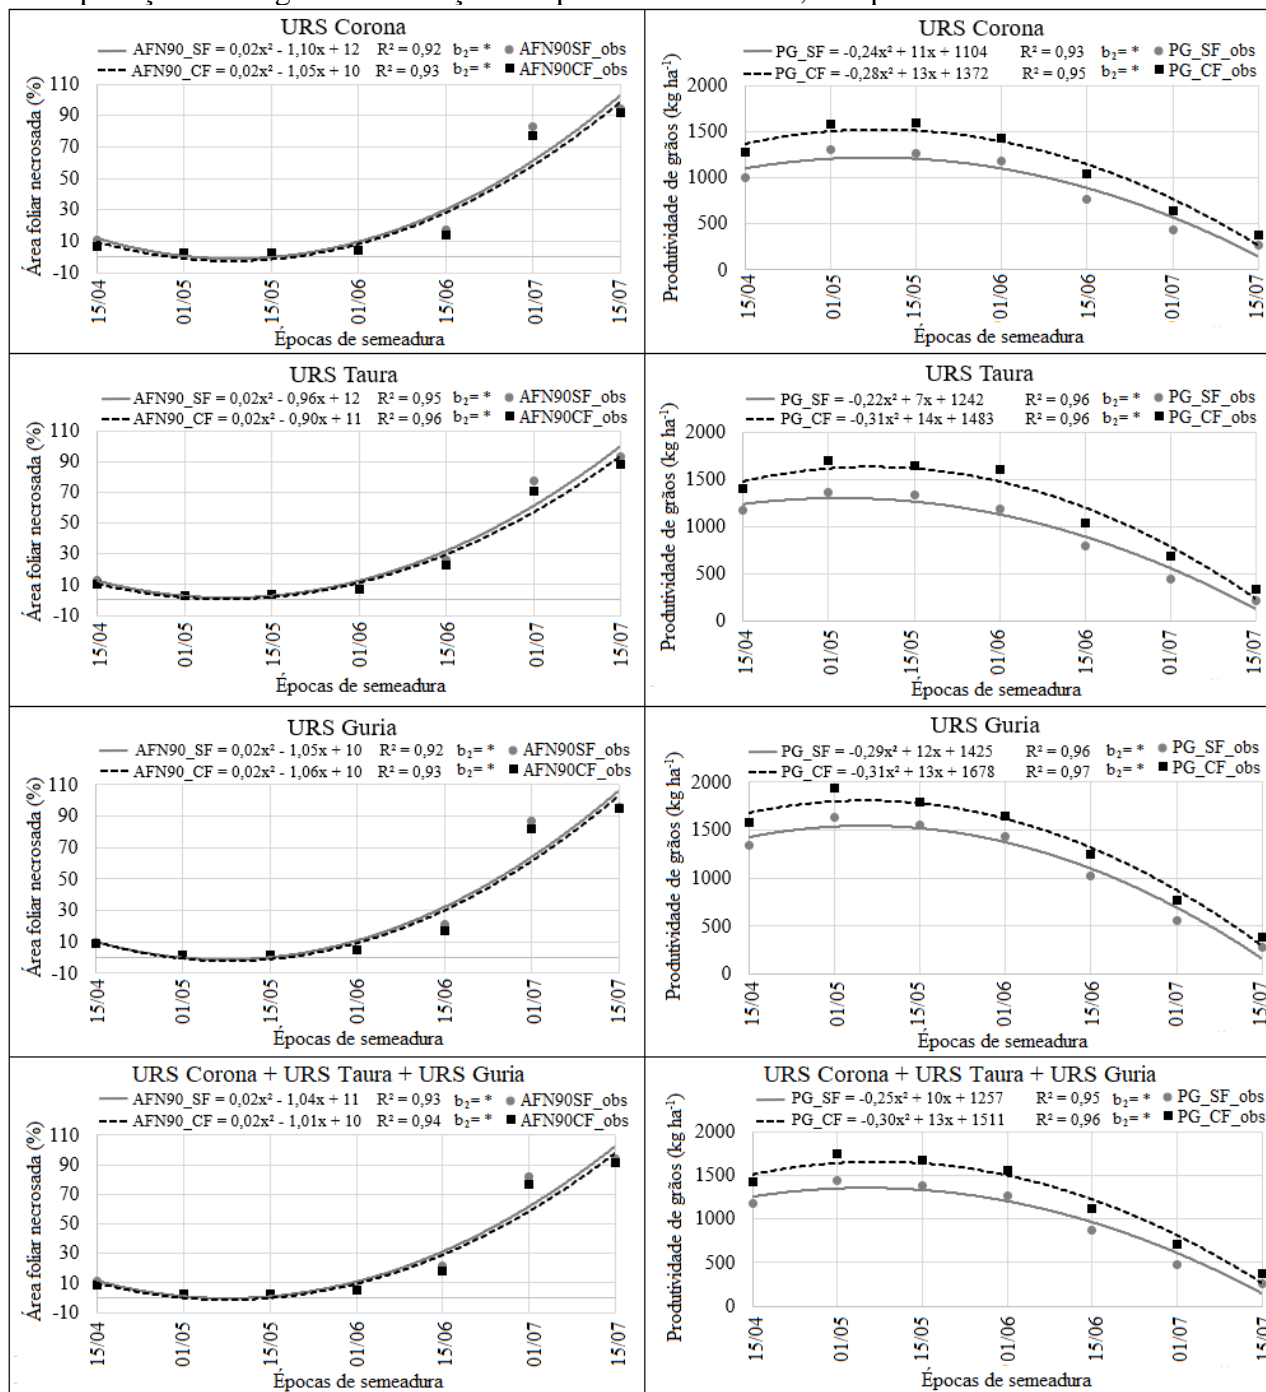 URS Corona
AFN90_SF = 0,02x² - 1,10x + 12 R² = 0,92 b₂= * AFN90SF_obs
AFN90_CF = 0,02x² - 1,05x + 10 R² = 0,93 b₂= * AFN90CF_obs
Área foliar necrosada (%)
110
90
70
50
30
10
-10
15/04 01/05 15/05 01/06 15/06 01/07 15/07
Épocas de semeadura
URS Corona
PG_SF = -0,24x² + 11x + 1104 R² = 0,93 b₂= * PG_SF_obs
PG_CF = -0,28x² + 13x + 1372 R² = 0,95 b₂= * PG_CF_obs
Produtividade de grãos (kg ha⁻¹)
2000
1500
1000
500
0
15/04 01/05 15/05 01/06 15/06 01/07 15/07
Épocas de semeadura
URS Taura
AFN90_SF = 0,02x² - 0,96x + 12 R² = 0,95 b₂= * AFN90SF_obs
AFN90_CF = 0,02x² - 0,90x + 11 R² = 0,96 b₂= * AFN90CF_obs
Área foliar necrosada (%)
110
90
70
50
30
10
-10
15/04 01/05 15/05 01/06 15/06 01/07 15/07
Épocas de semeadura
URS Taura
PG_SF = -0,22x² + 7x + 1242 R² = 0,96 b₂= * PG_SF_obs
PG_CF = -0,31x² + 14x + 1483 R² = 0,96 b₂= * PG_CF_obs
Produtividade de grãos (kg ha⁻¹)
2000
1500
1000
500
0
15/04 01/05 15/05 01/06 15/06 01/07 15/07
Épocas de semeadura
URS Guria
AFN90_SF = 0,02x² - 1,05x + 10 R² = 0,92 b₂= * AFN90SF_obs
AFN90_CF = 0,02x² - 1,06x + 10 R² = 0,93 b₂= * AFN90CF_obs
Área foliar necrosada (%)
110
90
70
50
30
10
-10
15/04 01/05 15/05 01/06 15/06 01/07 15/07
Épocas de semeadura
URS Guria
PG_SF = -0,29x² + 12x + 1425 R² = 0,96 b₂= * PG_SF_obs
PG_CF = -0,31x² + 13x + 1678 R² = 0,97 b₂= * PG_CF_obs
Produtividade de grãos (kg ha⁻¹)
2000
1500
1000
500
0
15/04 01/05 15/05 01/06 15/06 01/07 15/07
Épocas de semeadura
URS Corona + URS Taura + URS Guria
AFN90_SF = 0,02x² - 1,04x + 11 R² = 0,93 b₂= * AFN90SF_obs
AFN90_CF = 0,02x² - 1,01x + 10 R² = 0,94 b₂= * AFN90CF_obs
Área foliar necrosada (%)
110
90
70
50
30
10
-10
15/04 01/05 15/05 01/06 15/06 01/07 15/07
Épocas de semeadura
URS Corona + URS Taura + URS Guria
PG_SF = -0,25x² + 10x + 1257 R² = 0,95 b₂= * PG_SF_obs
PG_CF = -0,30x² + 13x + 1511 R² = 0,96 b₂= * PG_CF_obs
Produtividade de grãos (kg ha⁻¹)
2000
1500
1000
500
0
15/04 01/05 15/05 01/06 15/06 01/07 15/07
Épocas de semeadura